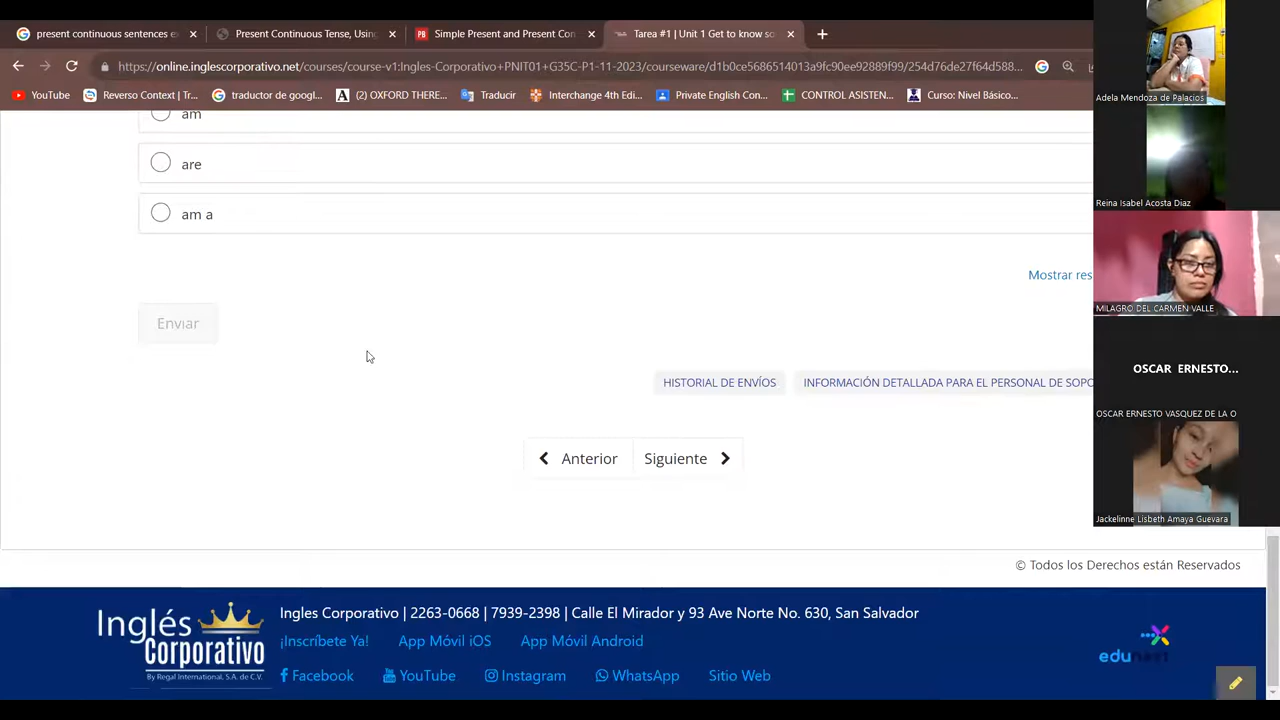 present continuous sentences e
Present Continuous Tense, Usin
PB
Simple Present and Present Con
Tarea #1 | Unit 1 Get to know so
https://online.inglescorporativo.net/courses/course-v1:Ingles-Corporativo+PNIT01+G35C-P1-11-2023/courseware/d1b0ce5686514013a9fc90ee92889f99/254d76de27f64d588...
YouTube
Reverso Context | Tr...
traductor de googl...
(2) OXFORD THERE...
Traducir
Interchange 4th Edi...
Private English Con...
CONTROL ASISTEN...
Curso: Nivel Básico...
am
are
am a
Mostrar res
Enviar
HISTORIAL DE ENVÍOS
INFORMACIÓN DETALLADA PARA EL PERSONAL DE SOPO
Anterior
Siguiente
Adela Mendoza de Palacios
Reina Isabel Acosta Diaz
MILAGRO DEL CARMEN VALLE
OSCAR ERNESTO...
OSCAR ERNESTO VASQUEZ DE LA O
Jackelinne Lisbeth Amaya Guevara
© Todos los Derechos están Reservados
Inglés
Corporativo
By Regal International, S.A. de C.V.
Ingles Corporativo | 2263-0668 | 7939-2398 | Calle El Mirador y 93 Ave Norte No. 630, San Salvador
¡Inscríbete Ya!
App Móvil iOS
App Móvil Android
Facebook
YouTube
Instagram
WhatsApp
Sitio Web